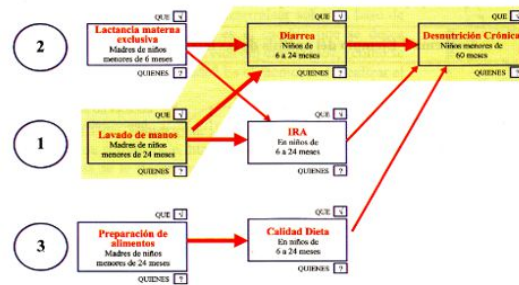 QUE √
QUE √
QUE √
2
Lactancia materna
exclusiva
Madres de niños
menores de 6 meses
Diarrea
Niños de
6 a 24 meses
Desnutrición Crónica
Niños menores de
60 meses
QUIENES ?
QUIENES ?
QUIENES ?
QUE √
QUE √
1
Lavado de manos
Madres de niños
menores de 24 meses
IRA
En niños de
6 a 24 meses
QUIENES ?
QUIENES ?
QUE √
QUE √
3
Preparación de
alimentos
Madres de niños
menores de 24 meses
Calidad Dieta
En niños de
6 a 24 meses
QUIENES ?
QUIENES ?